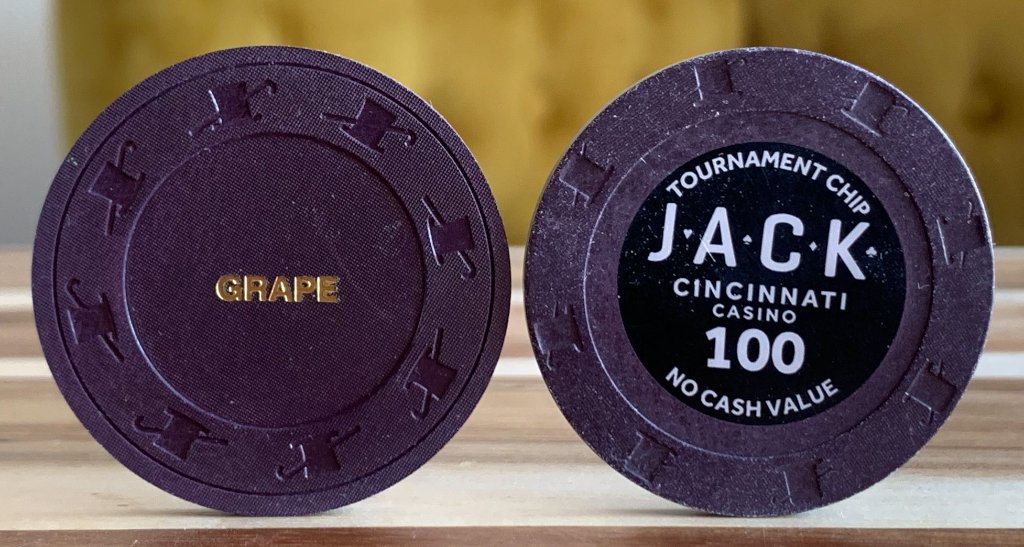 GRAPE
TOURNAMENT CHIP
J·A·C·K
CINCINNATI
CASINO
100
NO CASH VALUE